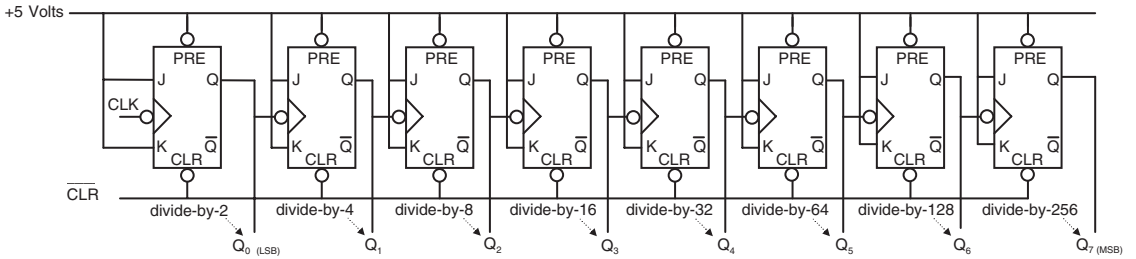 +5 Volts
PRE PRE PRE PRE PRE PRE PRE PRE
J Q J Q J Q J Q J Q J Q J Q J Q
CLK
K Q̅ K Q̅ K Q̅ K Q̅ K Q̅ K Q̅ K Q̅ K Q̅
CLR CLR CLR CLR CLR CLR CLR CLR
C̅L̅R̅
divide-by-2 divide-by-4 divide-by-8 divide-by-16 divide-by-32 divide-by-64 divide-by-128 divide-by-256
Q₀ (LSB) Q₁ Q₂ Q₃ Q₄ Q₅ Q₆ Q₇ (MSB)